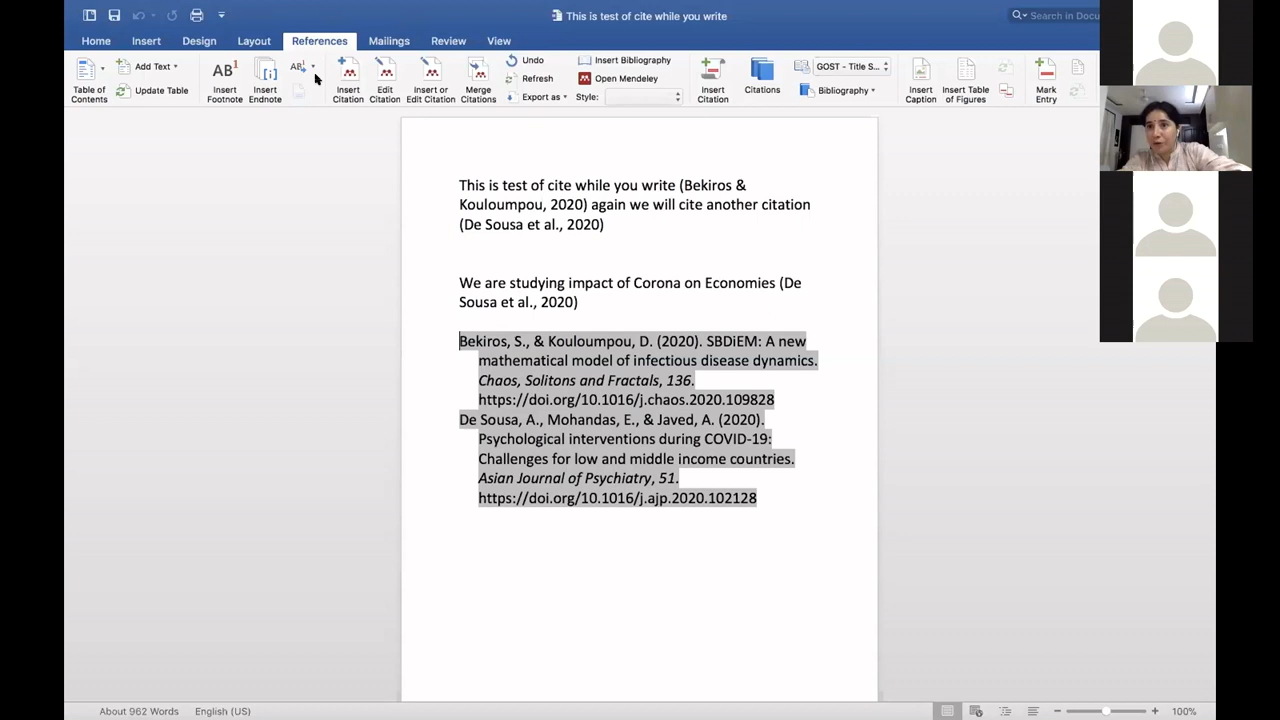 This is test of cite while you write
Search in Docu
Home Insert Design Layout References Mailings Review View
Table of Contents
Add Text
Update Table
AB1
Insert Footnote
Insert Endnote
AB
Insert Citation
Edit Citation
Insert or Edit Citation
Merge Citations
Undo
Refresh
Export as
Insert Bibliography
Open Mendeley
Style:
Insert Citation
Citations
GOST - Title S...
Bibliography
Insert Caption
Insert Table of Figures
Mark Entry
This is test of cite while you write (Bekiros &
Kouloumpou, 2020) again we will cite another citation
(De Sousa et al., 2020)
We are studying impact of Corona on Economies (De
Sousa et al., 2020)
Bekiros, S., & Kouloumpou, D. (2020). SBDiEM: A new
mathematical model of infectious disease dynamics.
Chaos, Solitons and Fractals, 136.
https://doi.org/10.1016/j.chaos.2020.109828
De Sousa, A., Mohandas, E., & Javed, A. (2020).
Psychological interventions during COVID-19:
Challenges for low and middle income countries.
Asian Journal of Psychiatry, 51.
https://doi.org/10.1016/j.ajp.2020.102128
About 962 Words English (US) 100%